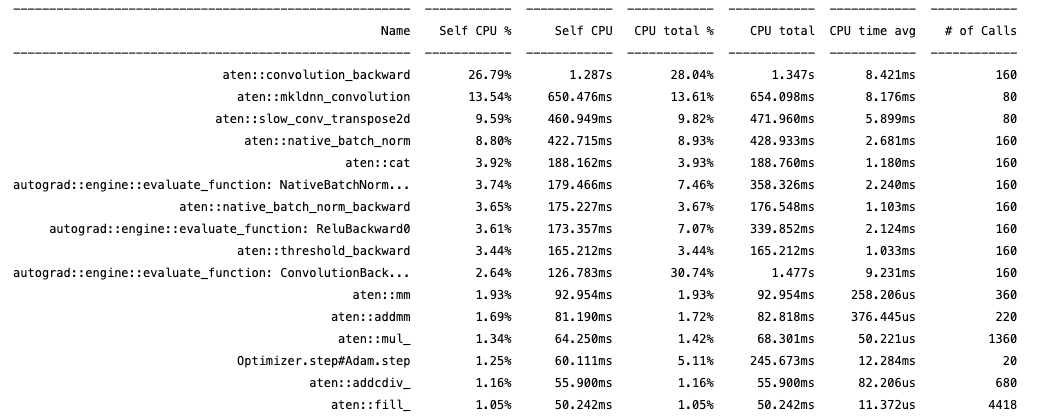 Name Self CPU % Self CPU CPU total % CPU total CPU time avg # of Calls
aten::convolution_backward 26.79% 1.287s 28.04% 1.347s 8.421ms 160
aten::mkldnn_convolution 13.54% 650.476ms 13.61% 654.098ms 8.176ms 80
aten::slow_conv_transpose2d 9.59% 460.949ms 9.82% 471.960ms 5.899ms 80
aten::native_batch_norm 8.80% 422.715ms 8.93% 428.933ms 2.681ms 160
aten::cat 3.92% 188.162ms 3.93% 188.760ms 1.180ms 160
autograd::engine::evaluate_function: NativeBatchNorm... 3.74% 179.466ms 7.46% 358.326ms 2.240ms 160
aten::native_batch_norm_backward 3.65% 175.227ms 3.67% 176.548ms 1.103ms 160
autograd::engine::evaluate_function: ReluBackward0 3.61% 173.357ms 7.07% 339.852ms 2.124ms 160
aten::threshold_backward 3.44% 165.212ms 3.44% 165.212ms 1.033ms 160
autograd::engine::evaluate_function: ConvolutionBack... 2.64% 126.783ms 30.74% 1.477s 9.231ms 160
aten::mm 1.93% 92.954ms 1.93% 92.954ms 258.206us 360
aten::addmm 1.69% 81.190ms 1.72% 82.818ms 376.445us 220
aten::mul_ 1.34% 64.250ms 1.42% 68.301ms 50.221us 1360
Optimizer.step#Adam.step 1.25% 60.111ms 5.11% 245.673ms 12.284ms 20
aten::addcdiv_ 1.16% 55.900ms 1.16% 55.900ms 82.206us 680
aten::fill_ 1.05% 50.242ms 1.05% 50.242ms 11.372us 4418